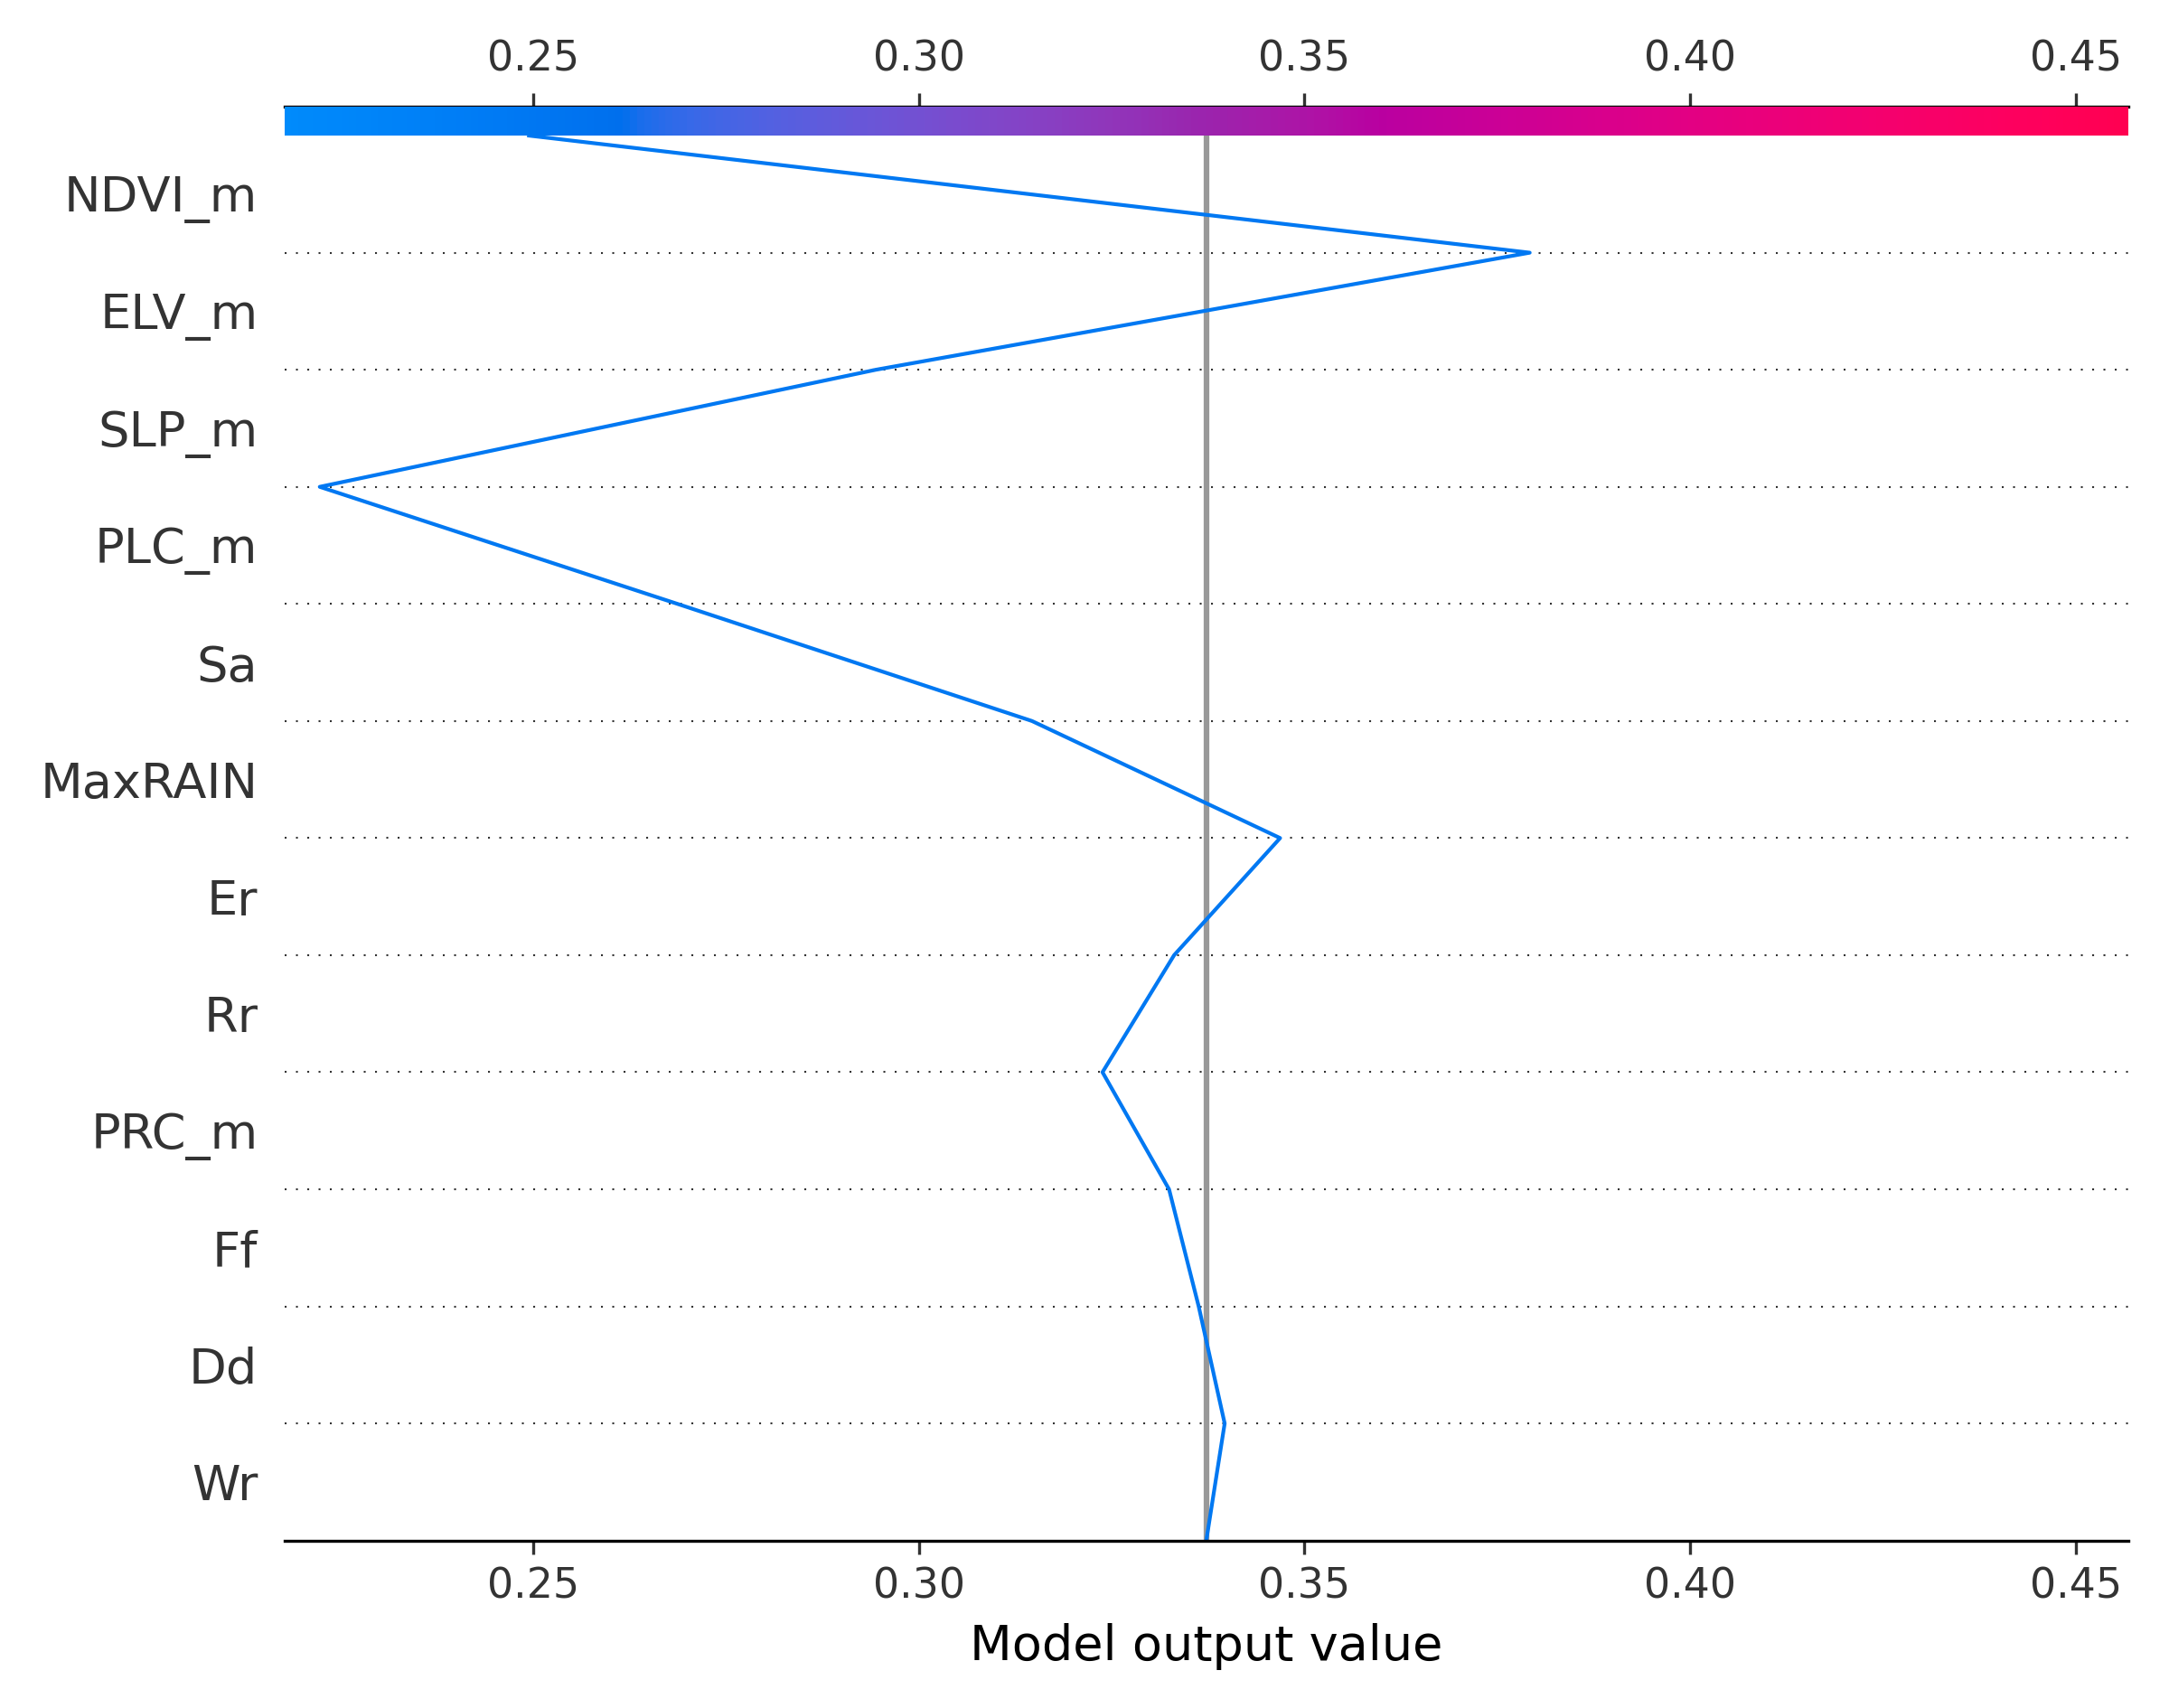 0.25 0.30 0.35 0.40 0.45
NDVI_m
ELV_m
SLP_m
PLC_m
Sa
MaxRAIN
Er
Rr
PRC_m
Ff
Dd
Wr
0.25 0.30 0.35 0.40 0.45
Model output value